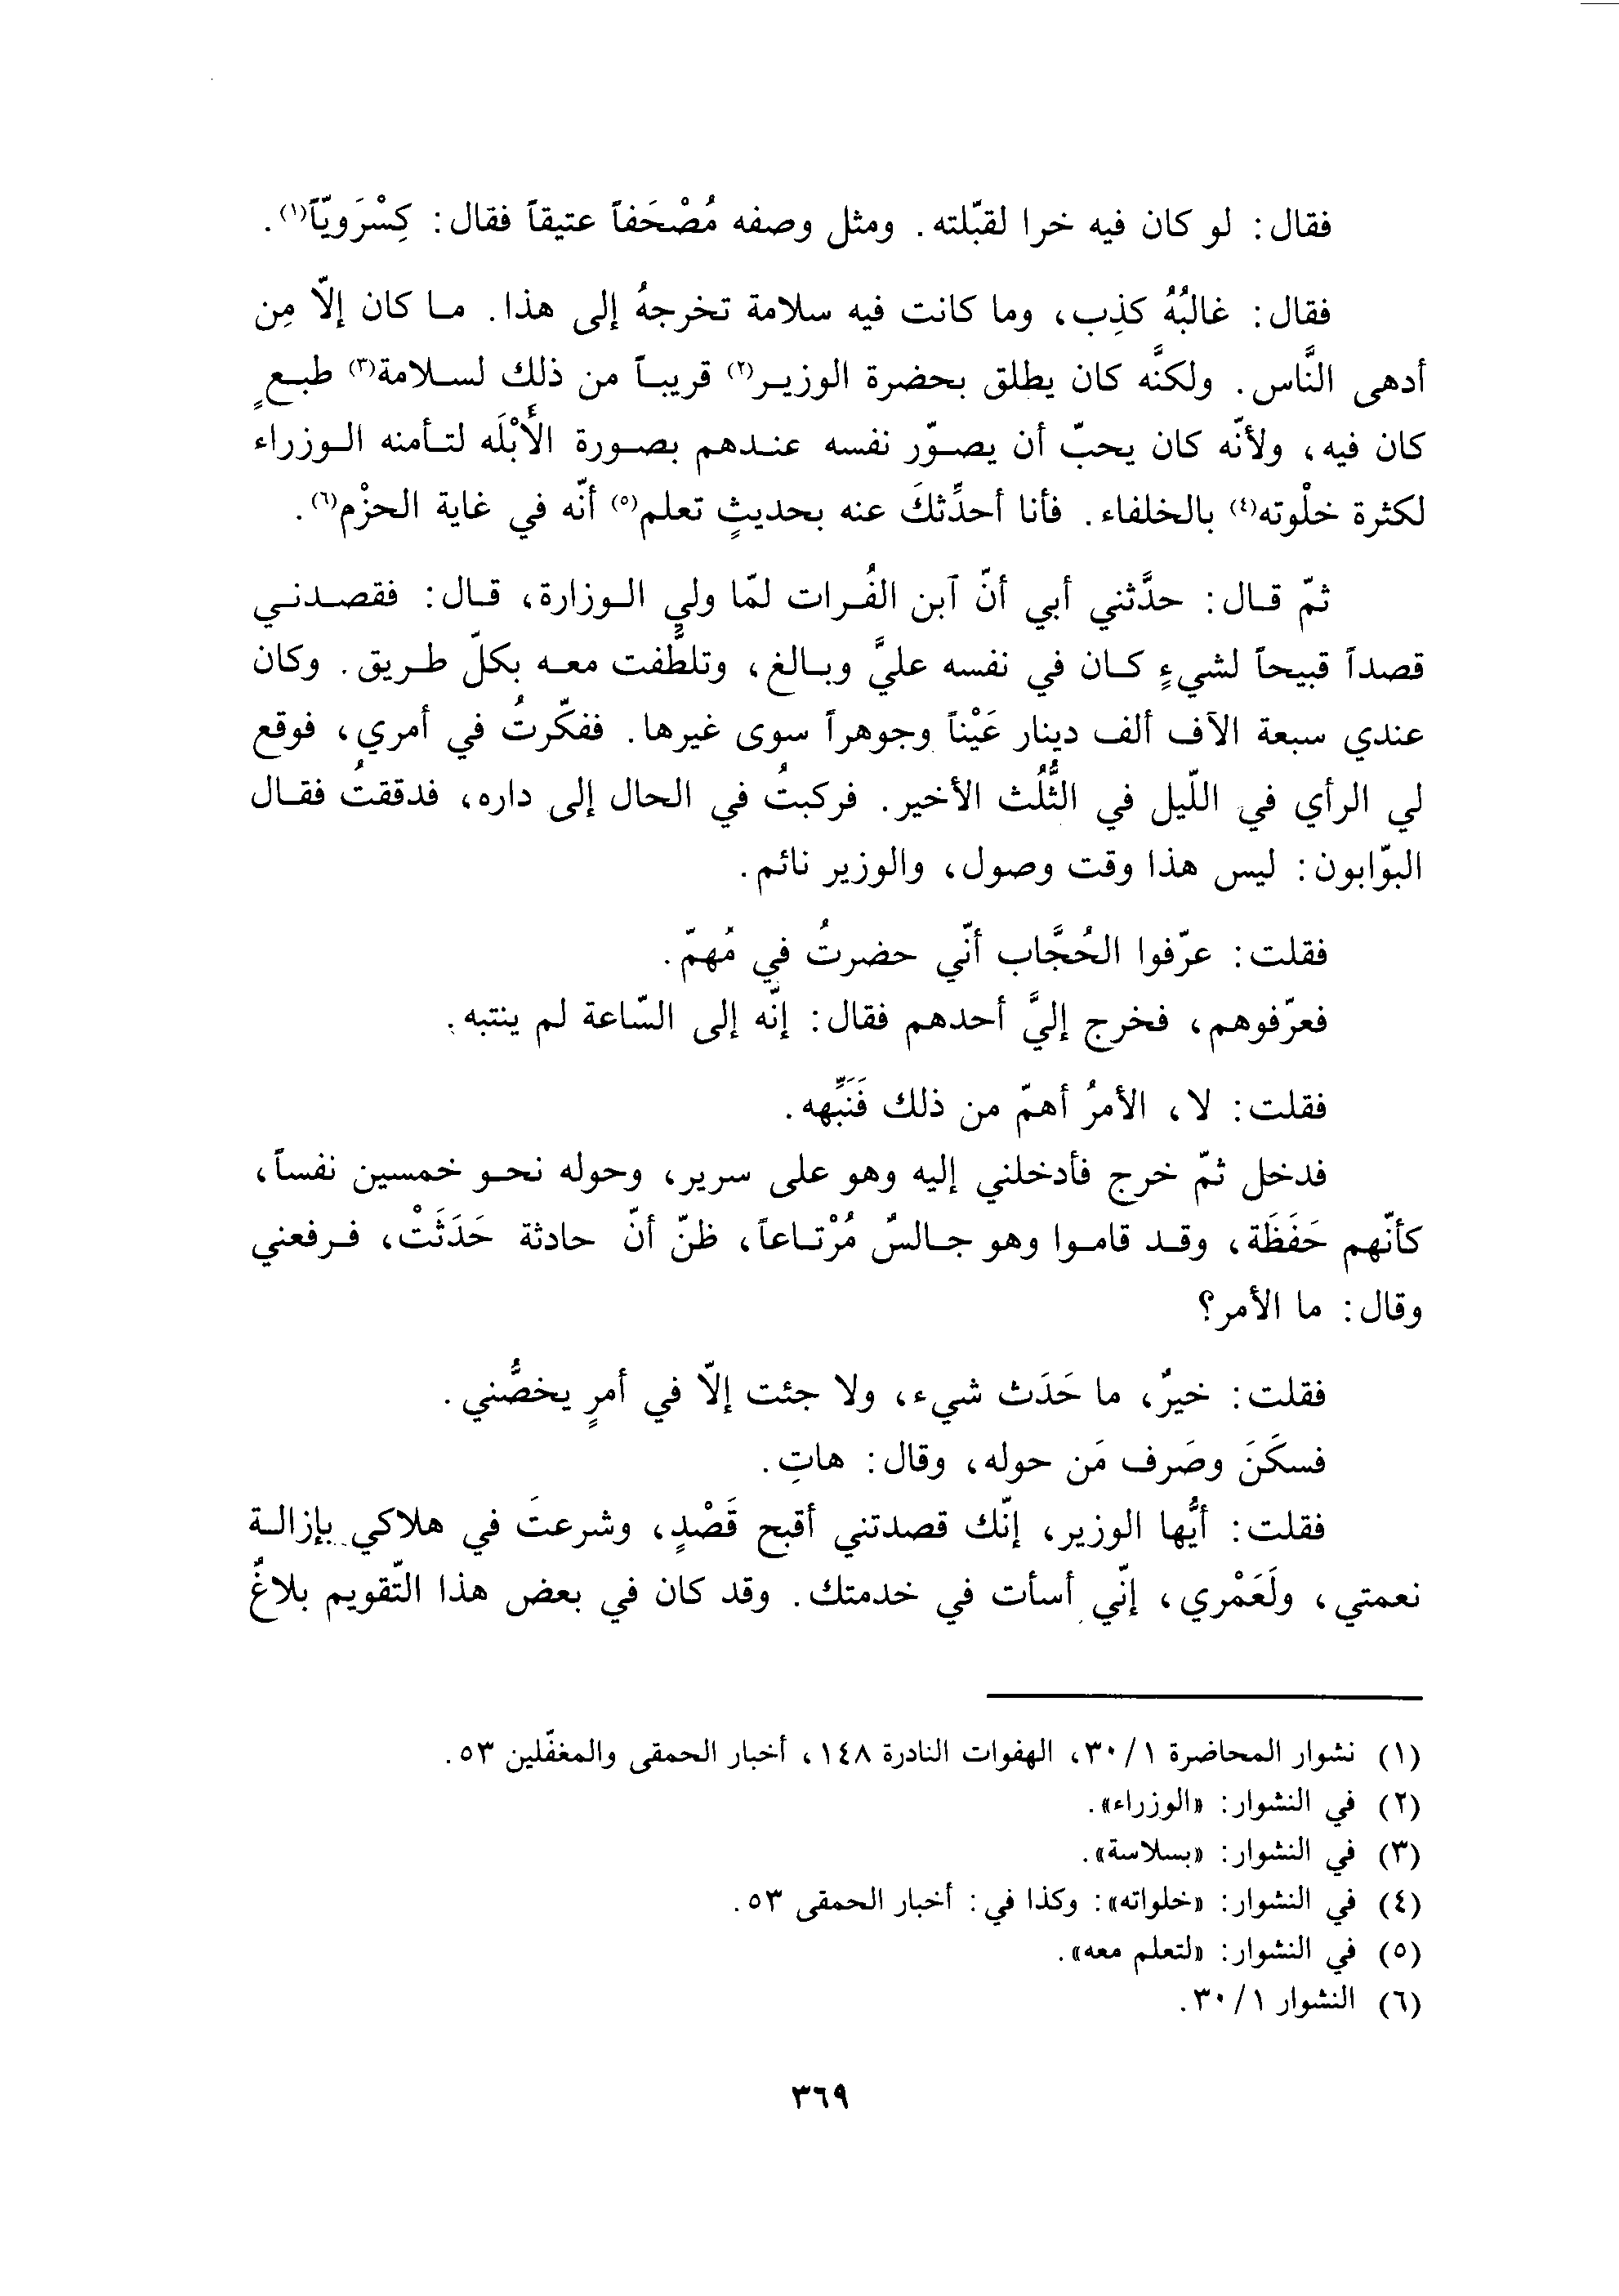 فقال: لو كان فيه خرا لقبّلته. ومثل وصفه مُصْحَفاً عتيقاً فقال: كِسْرَويّاً(١).
فقال: غالبُهُ كذِب، وما كانت فيه سلامة تخرجهُ إلى هذا. ما كان إلّا مِن
أدهى النَّاس. ولكنَّه كان يطلق بحضرة الوزير(٢) قريباً من ذلك لسلامة(٣) طبعٍ
كان فيه، ولأنّه كان يحبّ أن يصوّر نفسه عندهم بصورة الأَبْلَه لتأمنه الوزراء
لكثرة خلْوته(٤) بالخلفاء. فأنا أحدِّثكَ عنه بحديثٍ تعلم(٥) أنّه في غاية الحزْم(٦).
ثمّ قال: حدَّثني أبي أنّ آبن الفُرات لمّا ولي الوزارة، قال: فقصدني
قصداً قبيحاً لشيءٍ كان في نفسه عليَّ وبالغ، وتلطَّفت معه بكلّ طريق. وكان
عندي سبعة الآف ألف دينار عَيْناً وجوهراً سوى غيرها. ففكّرتُ في أمري، فوقع
لي الرأي في اللّيل في الثُّلُث الأخير. فركبتُ في الحال إلى داره، فدققتُ فقال
البوّابون: ليس هذا وقت وصول، والوزير نائم.
فقلت: عرّفوا الحُجَّاب أنّي حضرتُ في مُهمّ.
فعرّفوهم، فخرج إليَّ أحدهم فقال: إنّه إلى السّاعة لم ينتبه.
فقلت: لا، الأمرُ أهمّ من ذلك فَنَبِّهه.
فدخل ثمّ خرج فأدخلني إليه وهو على سرير، وحوله نحو خمسين نفساً،
كأنّهم حَفَظَة، وقد قاموا وهو جالسٌ مُرْتاعاً، ظنّ أنّ حادثة حَدَثَتْ، فرفعني
وقال: ما الأمر؟
فقلت: خيرٌ، ما حَدَث شيء، ولا جئت إلّا في أمرٍ يخصُّني.
فسكَنَ وصَرف مَن حوله، وقال: هاتِ.
فقلت: أيُّها الوزير، إنّك قصدتني أقبح قَصْدٍ، وشرعتَ في هلاكي بإزالة
نعمتي، ولَعَمْري، إنّي أسأت في خدمتك. وقد كان في بعض هذا التّقويم بلاغٌ
(١) نشوار المحاضرة ١/ ٣٠، الهفوات النادرة ١٤٨، أخبار الحمقى والمغفّلين ٥٣.
(٢) في النشوار: «الوزراء».
(٣) في النشوار: «بسلاسة».
(٤) في النشوار: «خلواته»: وكذا في: أخبار الحمقى ٥٣.
(٥) في النشوار: «لتعلم معه».
(٦) النشوار ١/ ٣٠.
٣٦٩